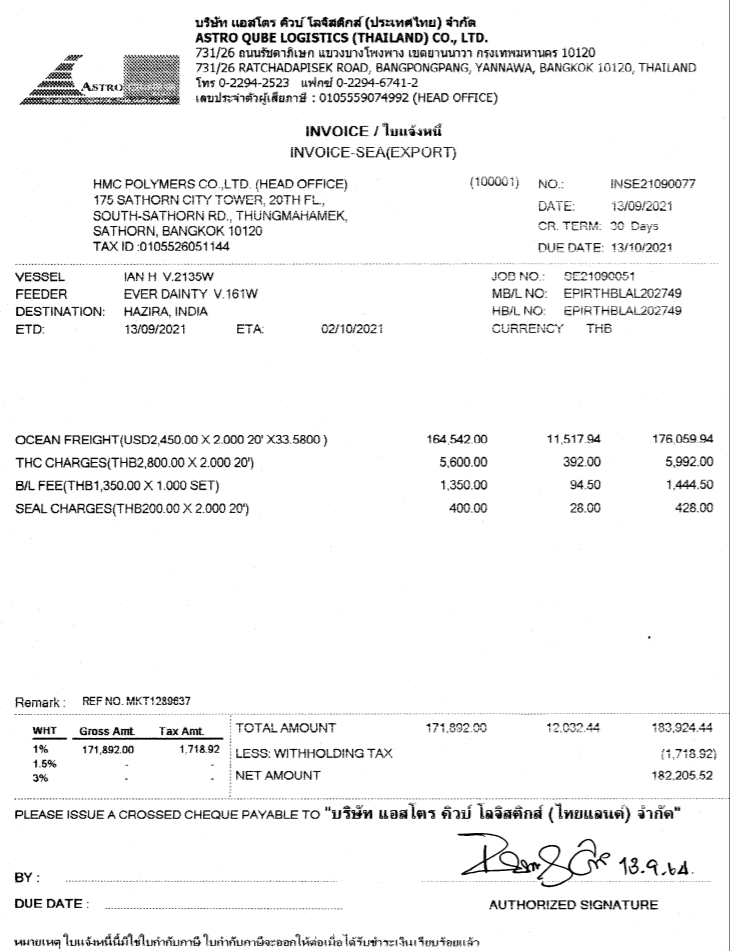 บริษัท แอสโตร คิวบ์ โลจิสติกส์ (ประเทศไทย) จำกัด
ASTRO QUBE LOGISTICS (THAILAND) CO., LTD.
731/26 ถนนรัชดาภิเษก แขวงบางโพงพาง เขตยานนาวา กรุงเทพมหานคร 10120
731/26 RATCHADAPISEK ROAD, BANGPONGPANG, YANNAWA, BANGKOK 10120, THAILAND
โทร 0-2294-2523 แฟกซ์ 0-2294-6741-2
เลขประจำตัวผู้เสียภาษี : 0105559074992 (HEAD OFFICE)
ASTRO
INVOICE / ใบแจ้งหนี้
INVOICE-SEA(EXPORT)
HMC POLYMERS CO.,LTD. (HEAD OFFICE) (100001) NO.: INSE21090077
175 SATHORN CITY TOWER, 20TH FL., DATE: 13/09/2021
SOUTH-SATHORN RD., THUNGMAHAMEK, CR. TERM: 30 Days
SATHORN, BANGKOK 10120
TAX ID :0105526051144 DUE DATE: 13/10/2021
VESSEL IAN H V.2135W JOB NO.: SE21090051
FEEDER EVER DAINTY V.161W MB/L NO: EPIRTHBLAL202749
DESTINATION: HAZIRA, INDIA HB/L NO: EPIRTHBLAL202749
ETD: 13/09/2021 ETA: 02/10/2021 CURRENCY THB
OCEAN FREIGHT(USD2,450.00 X 2.000 20' X33.5800 ) 164,542.00 11,517.94 176,059.94
THC CHARGES(THB2,800.00 X 2.000 20') 5,600.00 392.00 5,992.00
B/L FEE(THB1,350.00 X 1.000 SET) 1,350.00 94.50 1,444.50
SEAL CHARGES(THB200.00 X 2.000 20') 400.00 28.00 428.00
Remark : REF NO. MKT1289637
WHT Gross Amt. Tax Amt. TOTAL AMOUNT 171,892.00 12,032.44 183,924.44
1% 171,892.00 1,718.92 LESS: WITHHOLDING TAX (1,718.92)
1.5% - -
3% - - NET AMOUNT 182,205.52
PLEASE ISSUE A CROSSED CHEQUE PAYABLE TO "บริษัท แอสโตร คิวบ์ โลจิสติกส์ (ไทยแลนด์) จำกัด"
13.9.64.
BY :
DUE DATE : AUTHORIZED SIGNATURE
หมายเหตุ ใบแจ้งหนี้นี้มิใช่ใบกำกับภาษี ใบกำกับภาษีจะออกให้ต่อเมื่อได้รับชำระเงินเรียบร้อยแล้ว